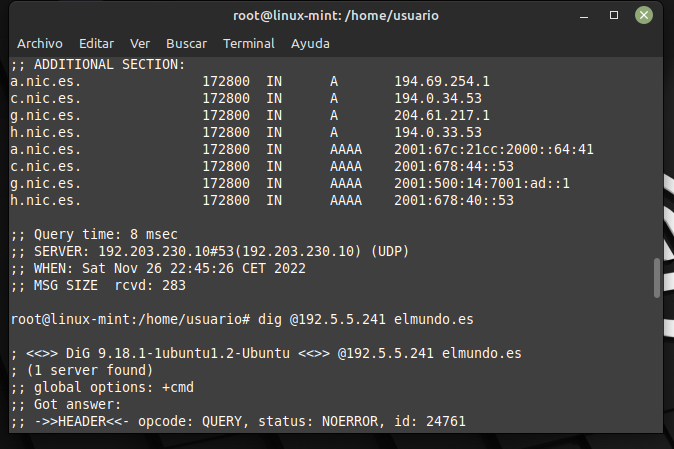 root@linux-mint: /home/usuario
Archivo Editar Ver Buscar Terminal Ayuda
;; ADDITIONAL SECTION:
a.nic.es. 172800 IN A 194.69.254.1
c.nic.es. 172800 IN A 194.0.34.53
g.nic.es. 172800 IN A 204.61.217.1
h.nic.es. 172800 IN A 194.0.33.53
a.nic.es. 172800 IN AAAA 2001:67c:21cc:2000::64:41
c.nic.es. 172800 IN AAAA 2001:678:44::53
g.nic.es. 172800 IN AAAA 2001:500:14:7001:ad::1
h.nic.es. 172800 IN AAAA 2001:678:40::53
;; Query time: 8 msec
;; SERVER: 192.203.230.10#53(192.203.230.10) (UDP)
;; WHEN: Sat Nov 26 22:45:26 CET 2022
;; MSG SIZE  rcvd: 283
root@linux-mint:/home/usuario# dig @192.5.5.241 elmundo.es
; <<>> DiG 9.18.1-1ubuntu1.2-Ubuntu <<>> @192.5.5.241 elmundo.es
; (1 server found)
;; global options: +cmd
;; Got answer:
;; ->>HEADER<<- opcode: QUERY, status: NOERROR, id: 24761